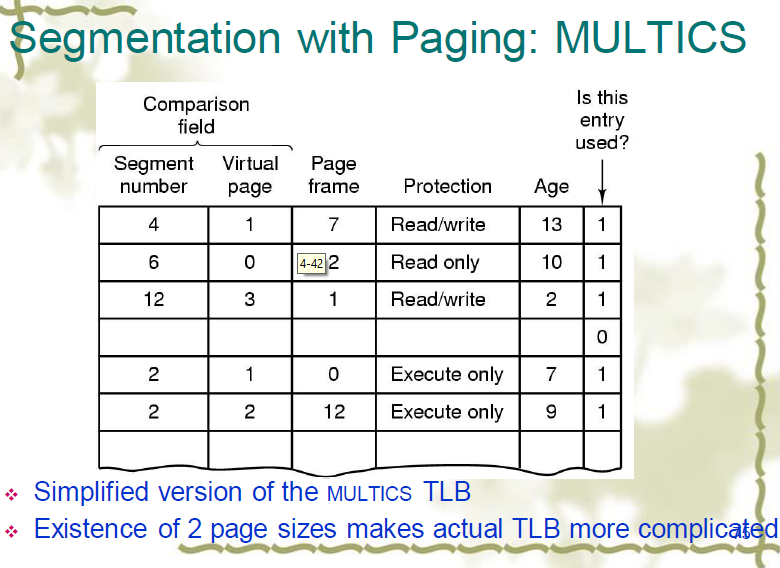 Segmentation with Paging: MULTICS
Comparison
field
Is this
entry
used?
Segment
number
Virtual
page
Page
frame
Protection
Age
4 1 7 Read/write 13 1
6 0 4-42 2 Read only 10 1
12 3 1 Read/write 2 1
0
2 1 0 Execute only 7 1
2 2 12 Execute only 9 1
Simplified version of the MULTICS TLB
Existence of 2 page sizes makes actual TLB more complicated
75